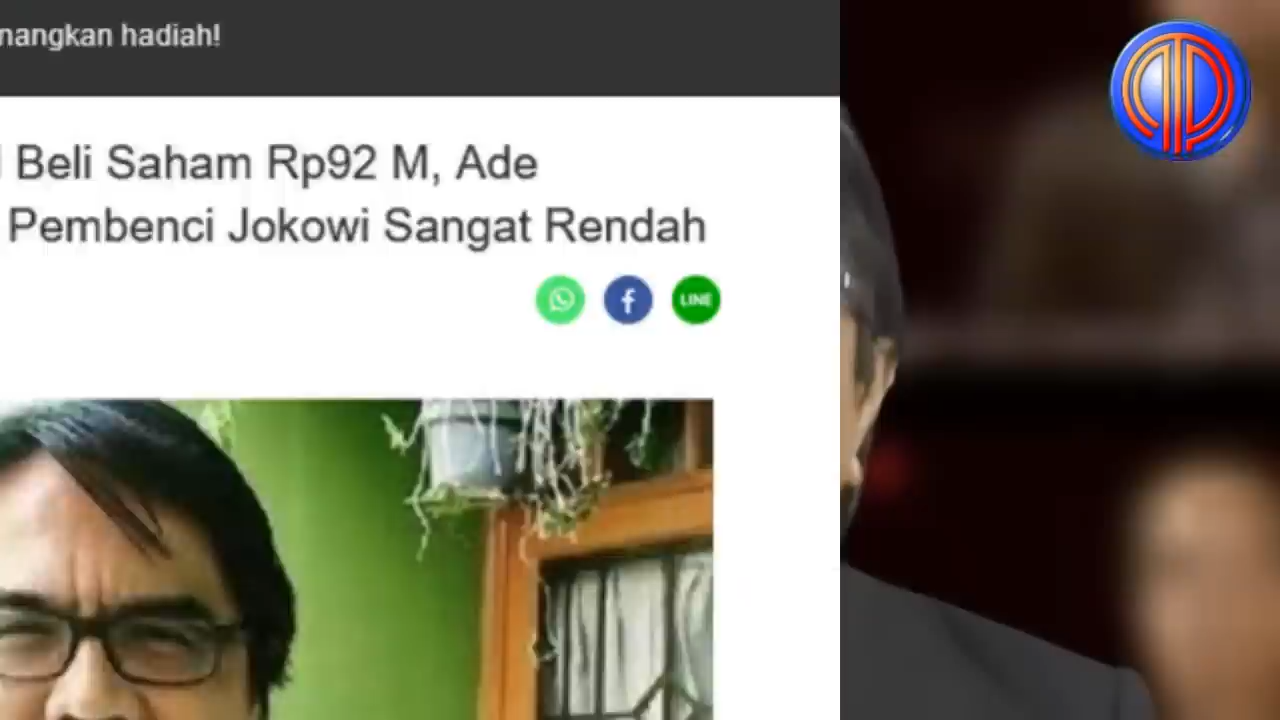 nangkan hadiah!
Beli Saham Rp92 M, Ade
Pembenci Jokowi Sangat Rendah
LINE